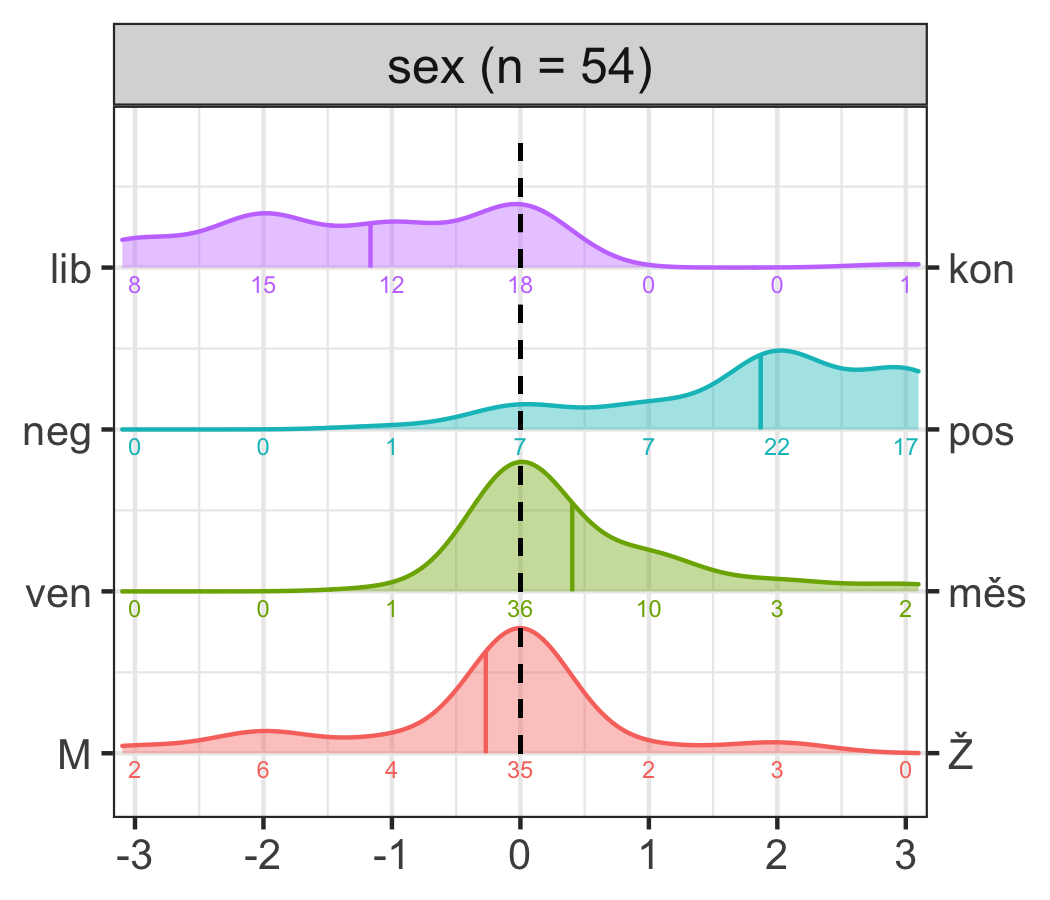 sex (n = 54)
lib kon
8 15 12 18 0 0 1
neg pos
0 0 1 7 7 22 17
ven měs
0 0 1 36 10 3 2
M Ž
2 6 4 35 2 3 0
-3 -2 -1 0 1 2 3